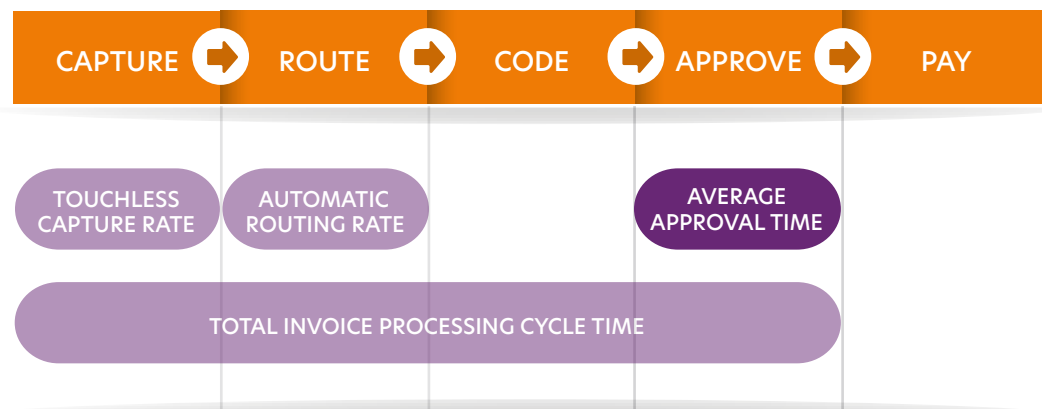 CAPTURE ROUTE CODE APPROVE PAY
TOUCHLESS
CAPTURE RATE
AUTOMATIC
ROUTING RATE
AVERAGE
APPROVAL TIME
TOTAL INVOICE PROCESSING CYCLE TIME